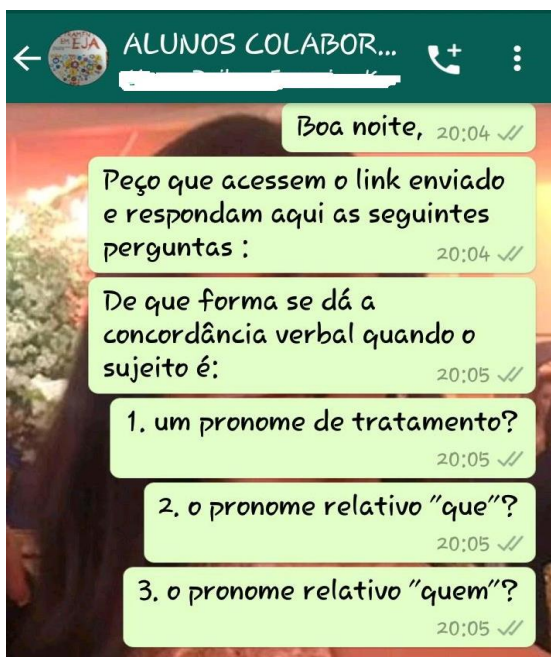 ALUNOS COLABOR...
Boa noite, 20:04
Peço que acessem o link enviado
e respondam aqui as seguintes
perguntas :
20:04
De que forma se dá a
concordância verbal quando o
sujeito é:
20:05
1. um pronome de tratamento?
20:05
2. o pronome relativo "que"?
20:05
3. o pronome relativo "quem"?
20:05